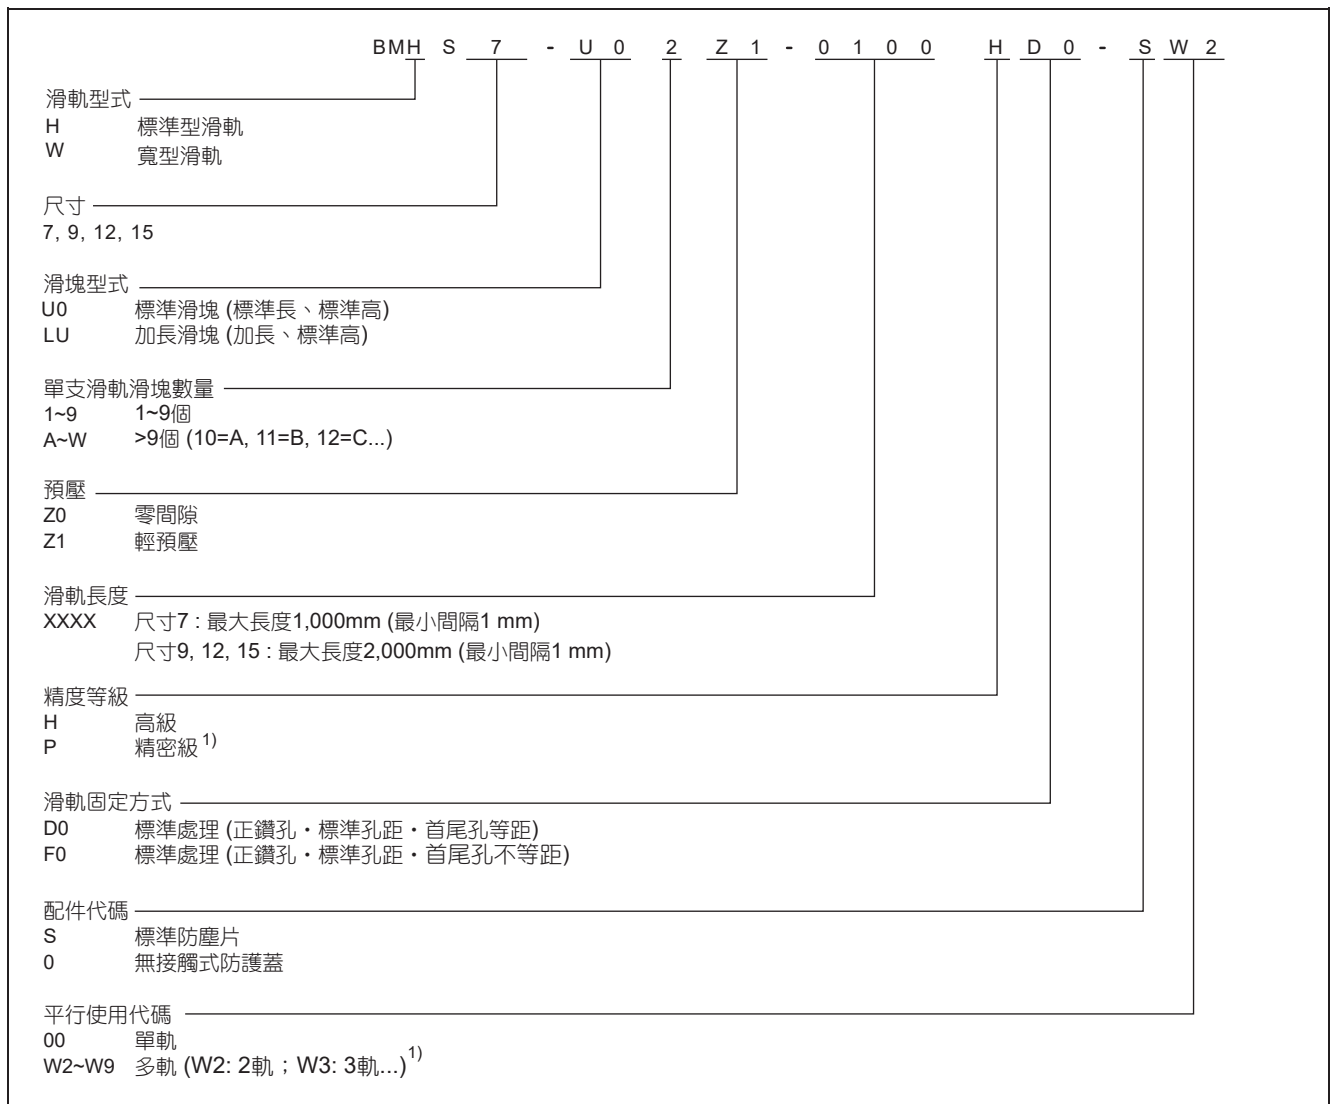 BMH S 7 - U 0 2 Z 1 - 0 1 0 0 H D 0 - S W 2
滑軌型式
H 標準型滑軌
W 寬型滑軌
尺寸
7, 9, 12, 15
滑塊型式
U0 標準滑塊 (標準長、標準高)
LU 加長滑塊 (加長、標準高)
單支滑軌滑塊數量
1~9 1~9個
A~W >9個 (10=A, 11=B, 12=C...)
預壓
Z0 零間隙
Z1 輕預壓
滑軌長度
XXXX 尺寸7 : 最大長度1,000mm (最小間隔1 mm)
尺寸9, 12, 15 : 最大長度2,000mm (最小間隔1 mm)
精度等級
H 高級
P 精密級 1)
滑軌固定方式
D0 標準處理 (正鑽孔・標準孔距・首尾孔等距)
F0 標準處理 (正鑽孔・標準孔距・首尾孔不等距)
配件代碼
S 標準防塵片
0 無接觸式防護蓋
平行使用代碼
00 單軌
W2~W9 多軌 (W2: 2軌；W3: 3軌...) 1)